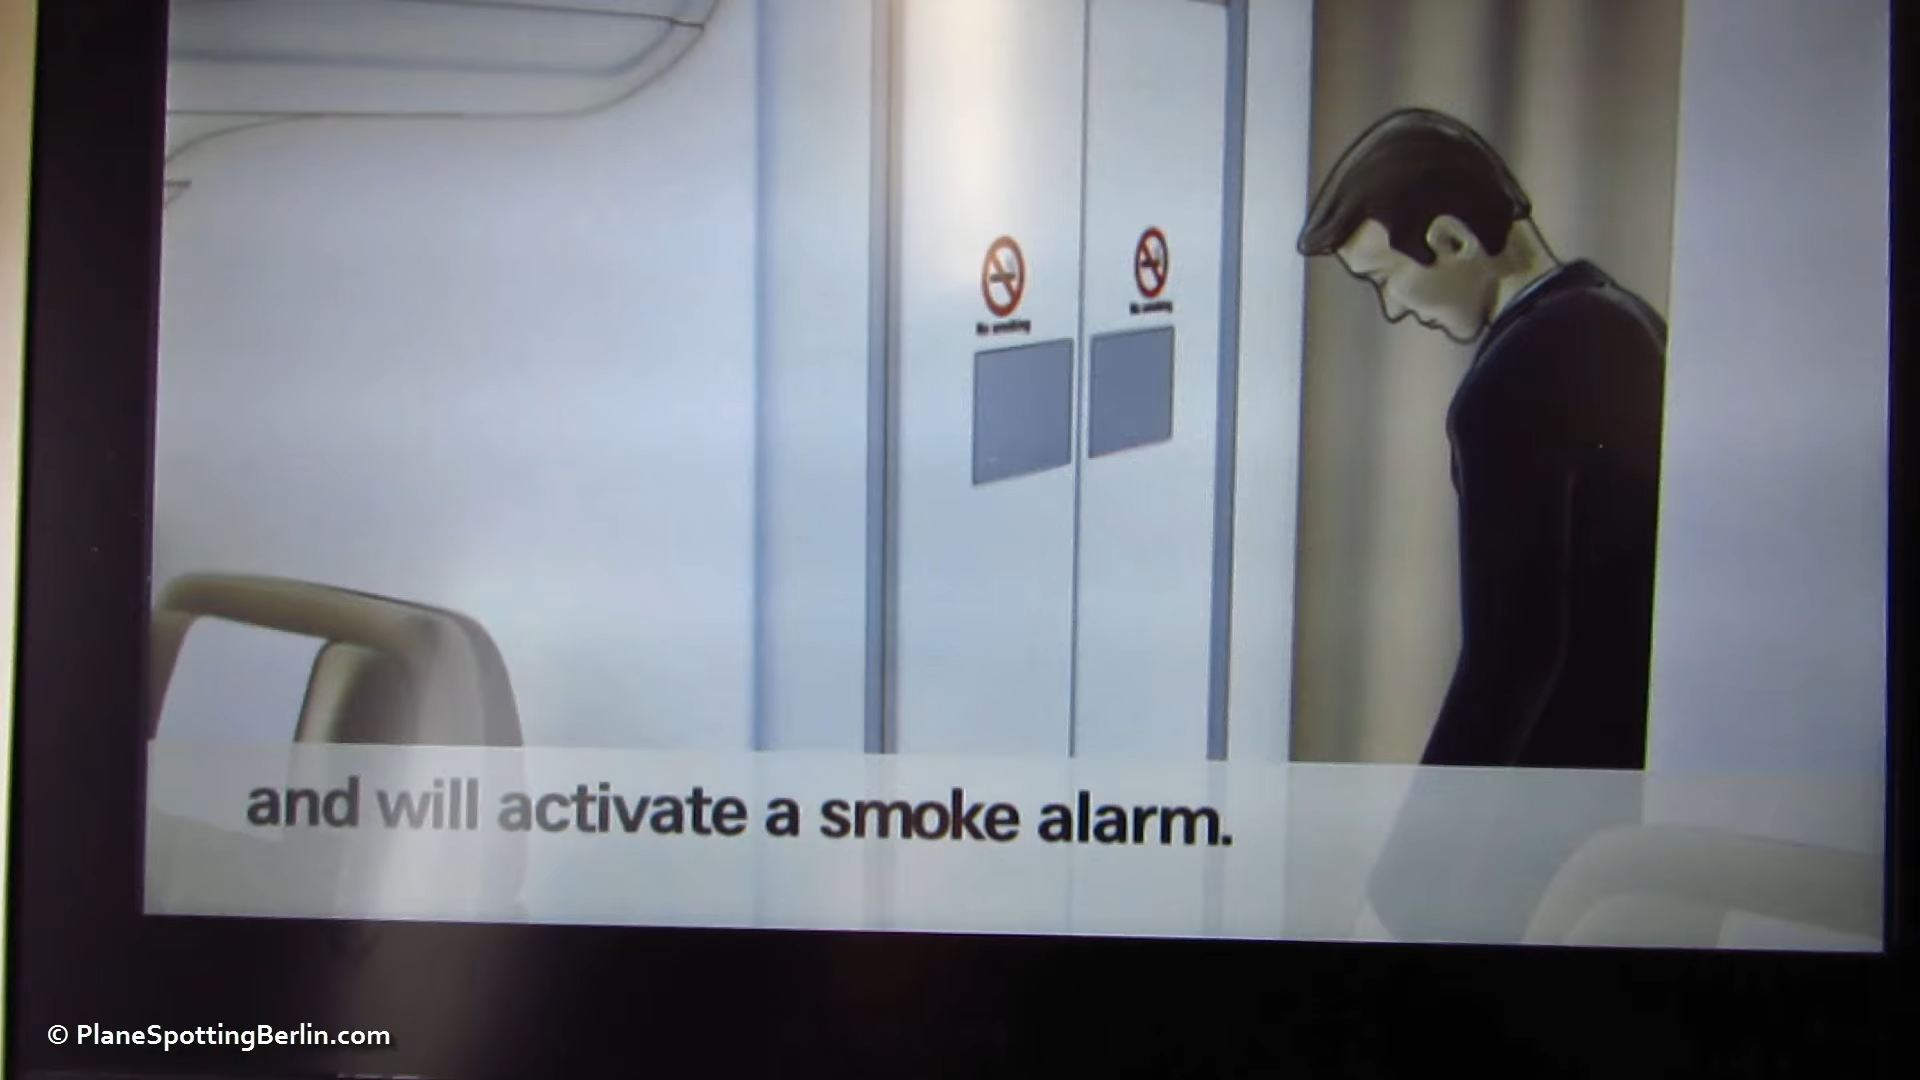 No smoking
No smoking
and will activate a smoke alarm.
© PlaneSpottingBerlin.com